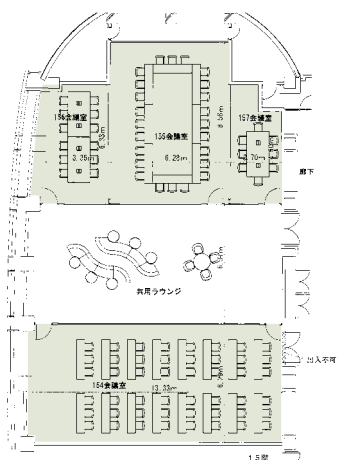 156会議室
155会議室
157会議室
8.56m
3.35m
6.28m
2.70m
廊下
共用ラウンジ
154会議室
13.33m
出入不可
15階